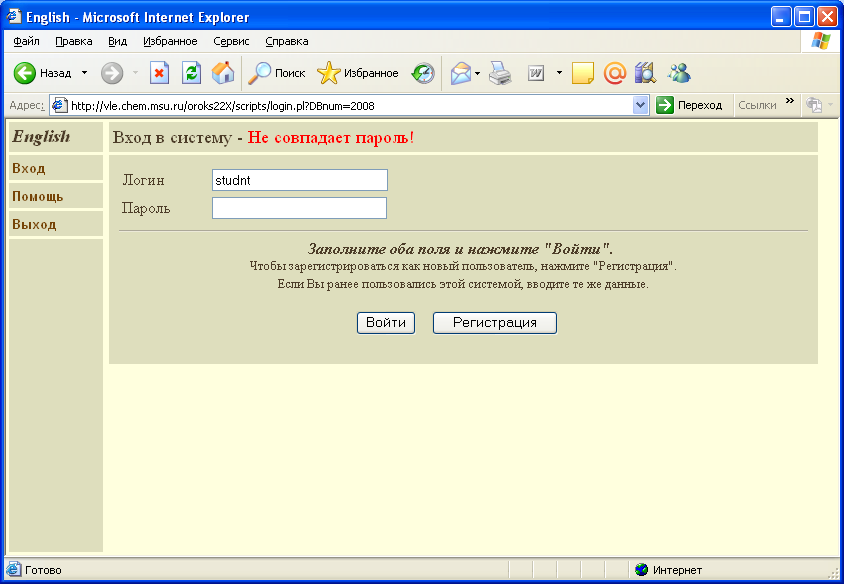 English - Microsoft Internet Explorer
Файл Правка Вид Избранное Сервис Справка
Назад Поиск Избранное
Адрес: http://vle.chem.msu.ru/oroks22X/scripts/login.pl?DBnum=2008 Переход Ссылки »
English
Вход в систему - Не совпадает пароль!
Вход
Помощь
Выход
Логин studnt
Пароль
Заполните оба поля и нажмите "Войти".
Чтобы зарегистрироваться как новый пользователь, нажмите "Регистрация".
Если Вы ранее пользовались этой системой, вводите те же данные.
Войти Регистрация
Готово Интернет